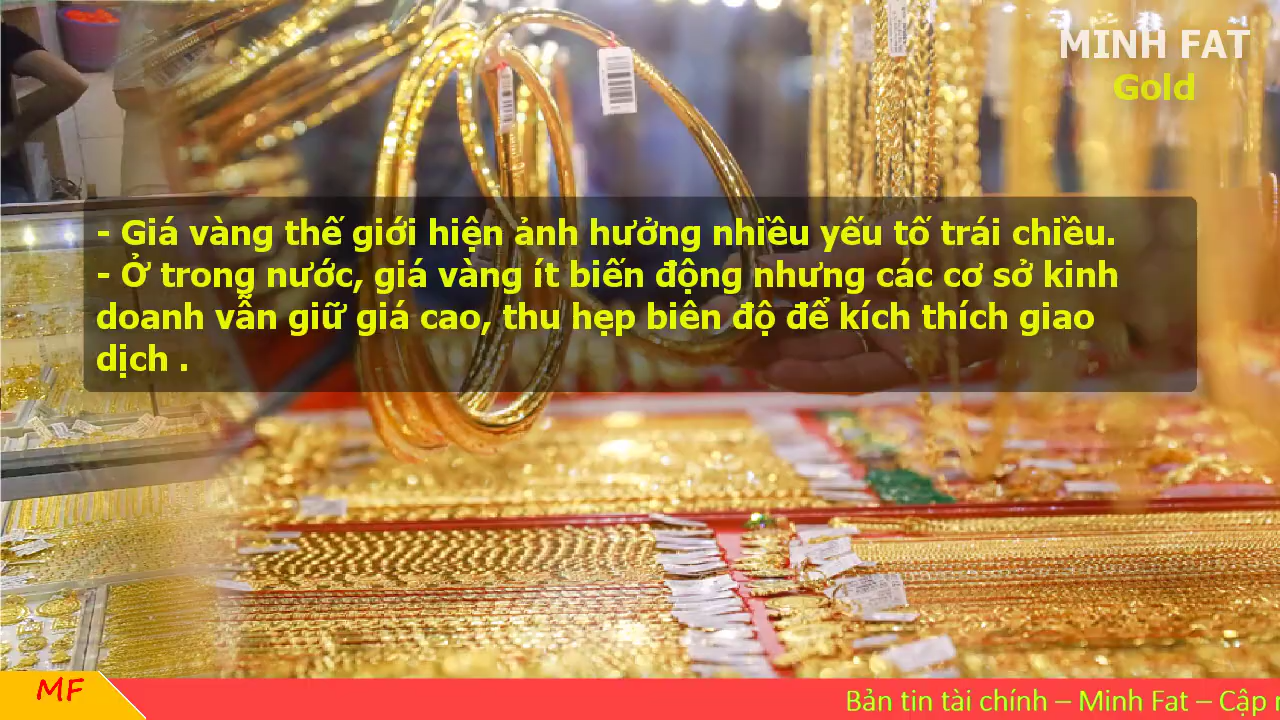 MINH FAT
Gold
- Giá vàng thế giới hiện ảnh hưởng nhiều yếu tố trái chiều.
- Ở trong nước, giá vàng ít biến động nhưng các cơ sở kinh
doanh vẫn giữ giá cao, thu hẹp biên độ để kích thích giao
dịch .
MF
Bản tin tài chính – Minh Fat – Cập